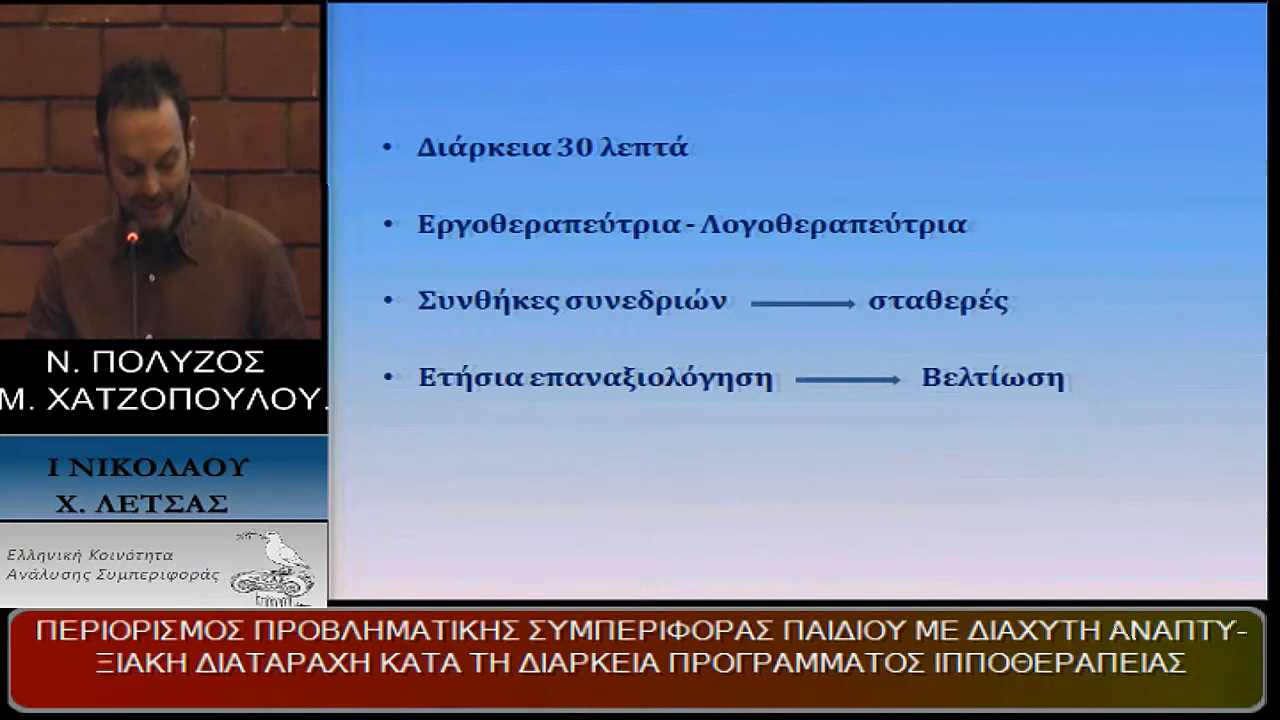 • Διάρκεια 30 λεπτά
• Εργοθεραπεύτρια - Λογοθεραπεύτρια
• Συνθήκες συνεδριών → σταθερές
• Ετήσια επαναξιολόγηση → Βελτίωση
Ν. ΠΟΛΥΖΟΣ
Μ. ΧΑΤΖΟΠΟΥΛΟΥ.
Ι ΝΙΚΟΛΑΟΥ
Χ. ΛΕΤΣΑΣ
Ελληνική Κοινότητα
Ανάλυσης Συμπεριφοράς
ΠΕΡΙΟΡΙΣΜΟΣ ΠΡΟΒΛΗΜΑΤΙΚΗΣ ΣΥΜΠΕΡΙΦΟΡΑΣ ΠΑΙΔΙΟΥ ΜΕ ΔΙΑΧΥΤΗ ΑΝΑΠΤΥ-
ΞΙΑΚΗ ΔΙΑΤΑΡΑΧΗ ΚΑΤΑ ΤΗ ΔΙΑΡΚΕΙΑ ΠΡΟΓΡΑΜΜΑΤΟΣ ΙΠΠΟΘΕΡΑΠΕΙΑΣ